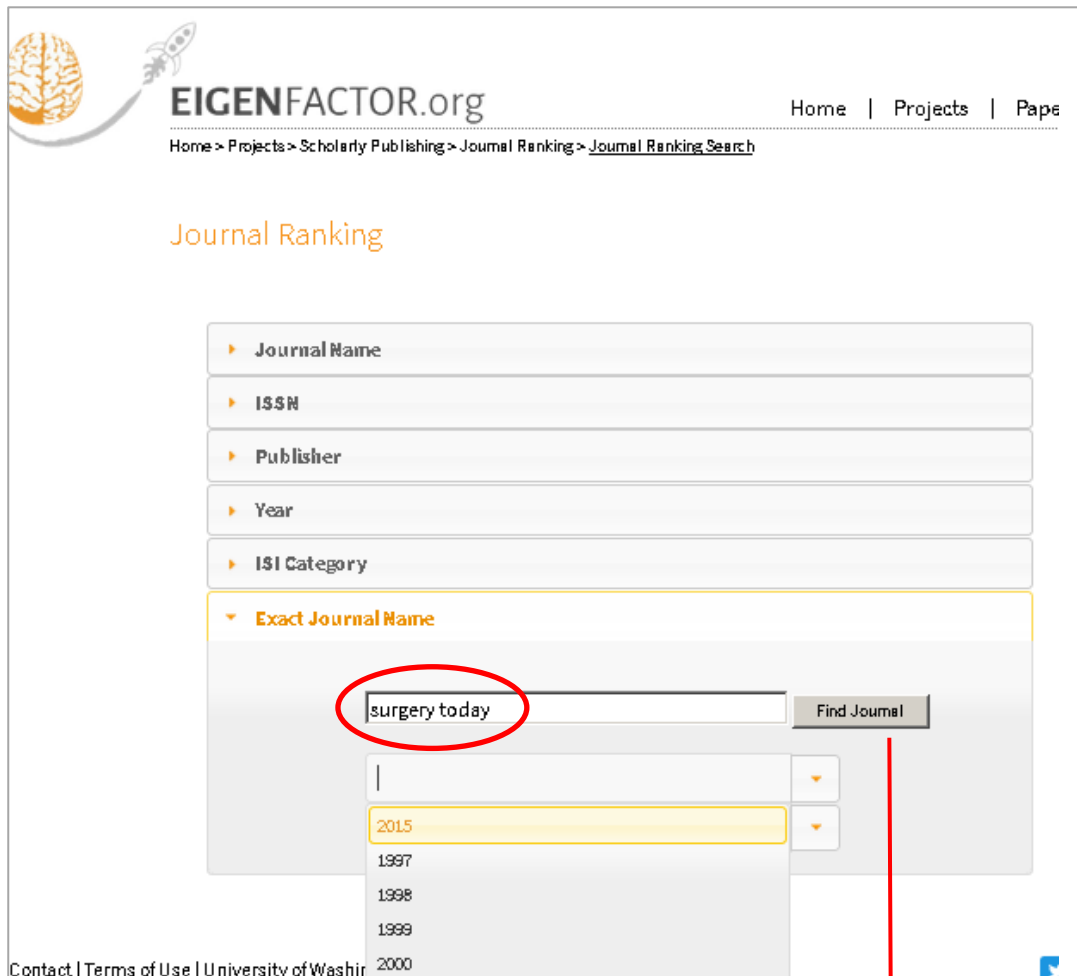 EIGENFACTOR.org
Home | Projects | Pape
Home > Projects > Scholarly Publishing > Journal Ranking > Journal Ranking Search
Journal Ranking
Journal Name
ISSN
Publisher
Year
ISI Category
Exact Journal Name
surgery today
Find Journal
2015
1997
1998
1999
2000
Contact | Terms of Use | University of Washin